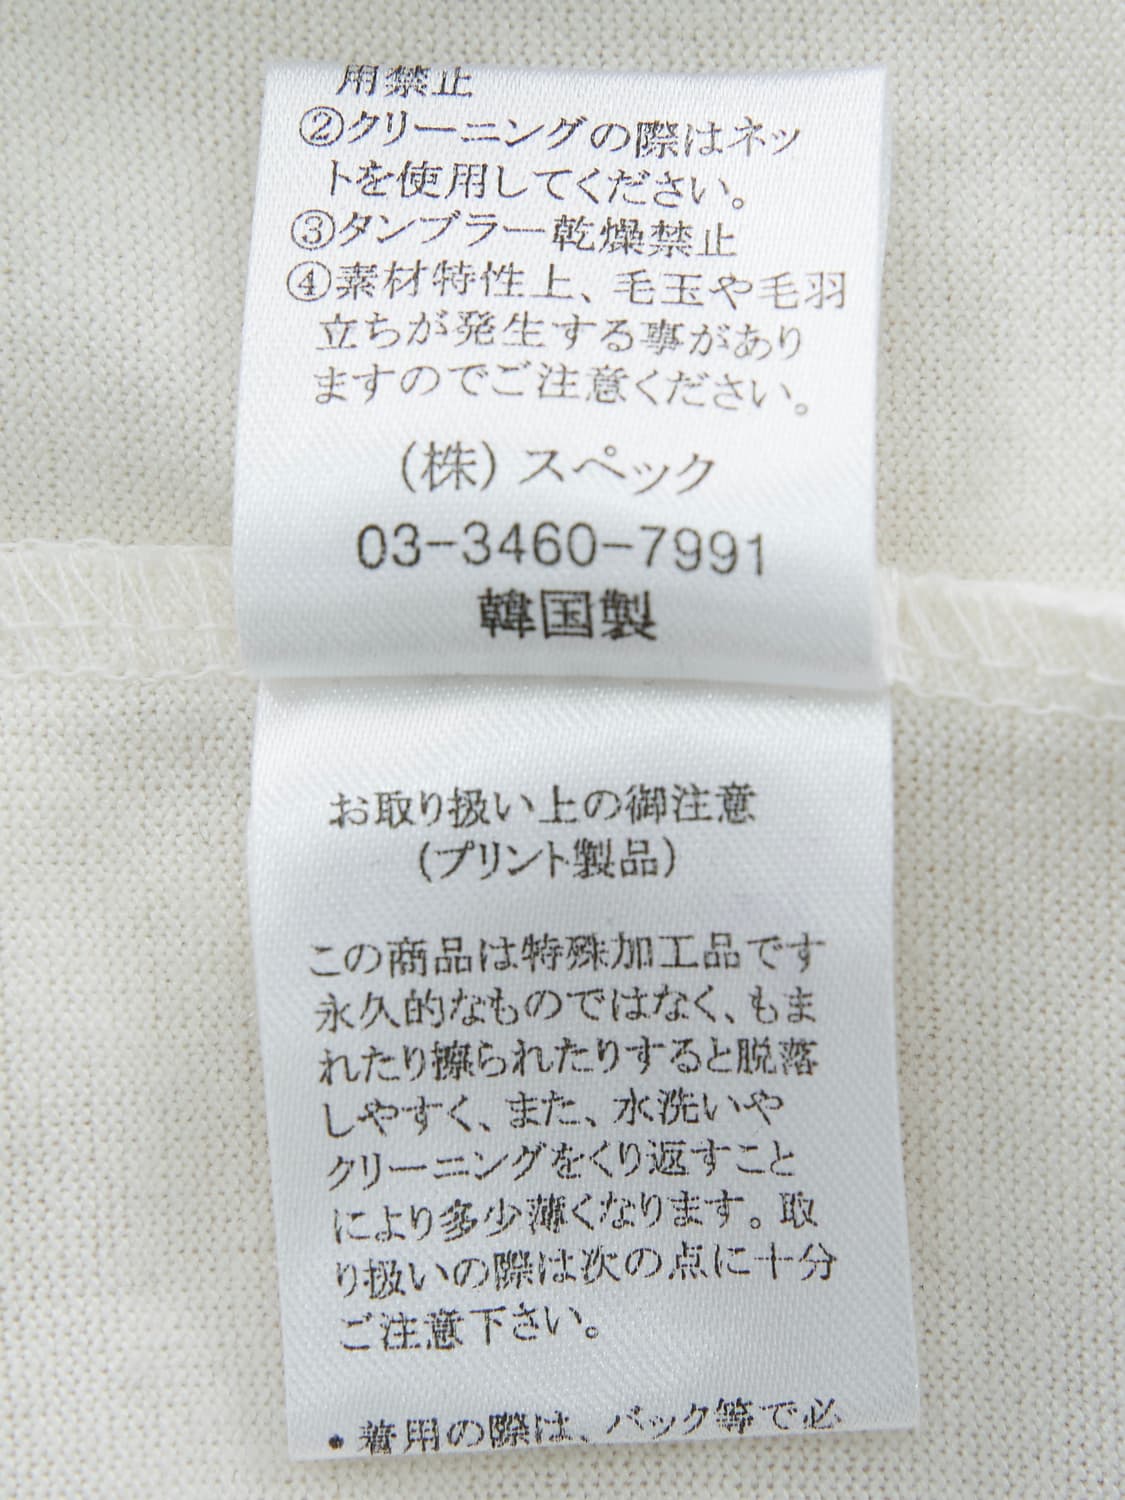 用禁止
②クリーニングの際はネッ
トを使用してください。
③タンブラー乾燥禁止
④素材特性上、毛玉や毛羽
立ちが発生する事があり
ますのでご注意ください。
(株)スペック
03-3460-7991
韓国製
お取り扱い上の御注意
(プリント製品)
この商品は特殊加工品です
永久的なものではなく、もま
れたり擦られたりすると脱落
しやすく、また、水洗いや
クリーニングをくり返すこと
により多少薄くなります。取
り扱いの際は次の点に十分
ご注意下さい。
・着用の際は、バック等で必